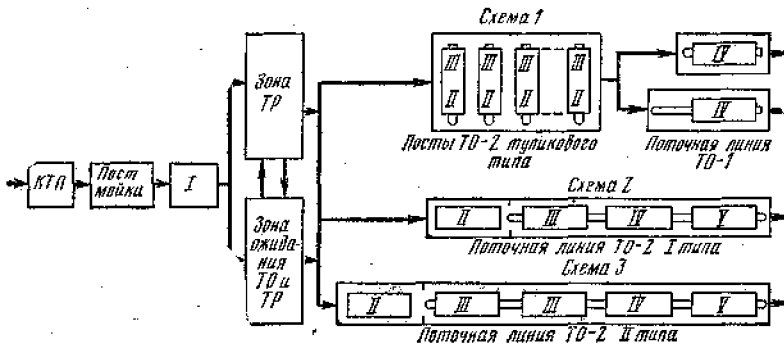 Схема 1
Зона
ТР
III
III
III
III
II
II
II
II
IV
IV
Посты ТО-2 тупикового
типа
Поточная линия
ТО-1
КТП
Пост
мойки
I
Схема 2
II
III
IV
V
Поточная линия ТО-2 I типа
Зона
ожида-
ния
ТО и
ТР
Схема 3
II
III
III
IV
V
Поточная линия ТО-2 II типа